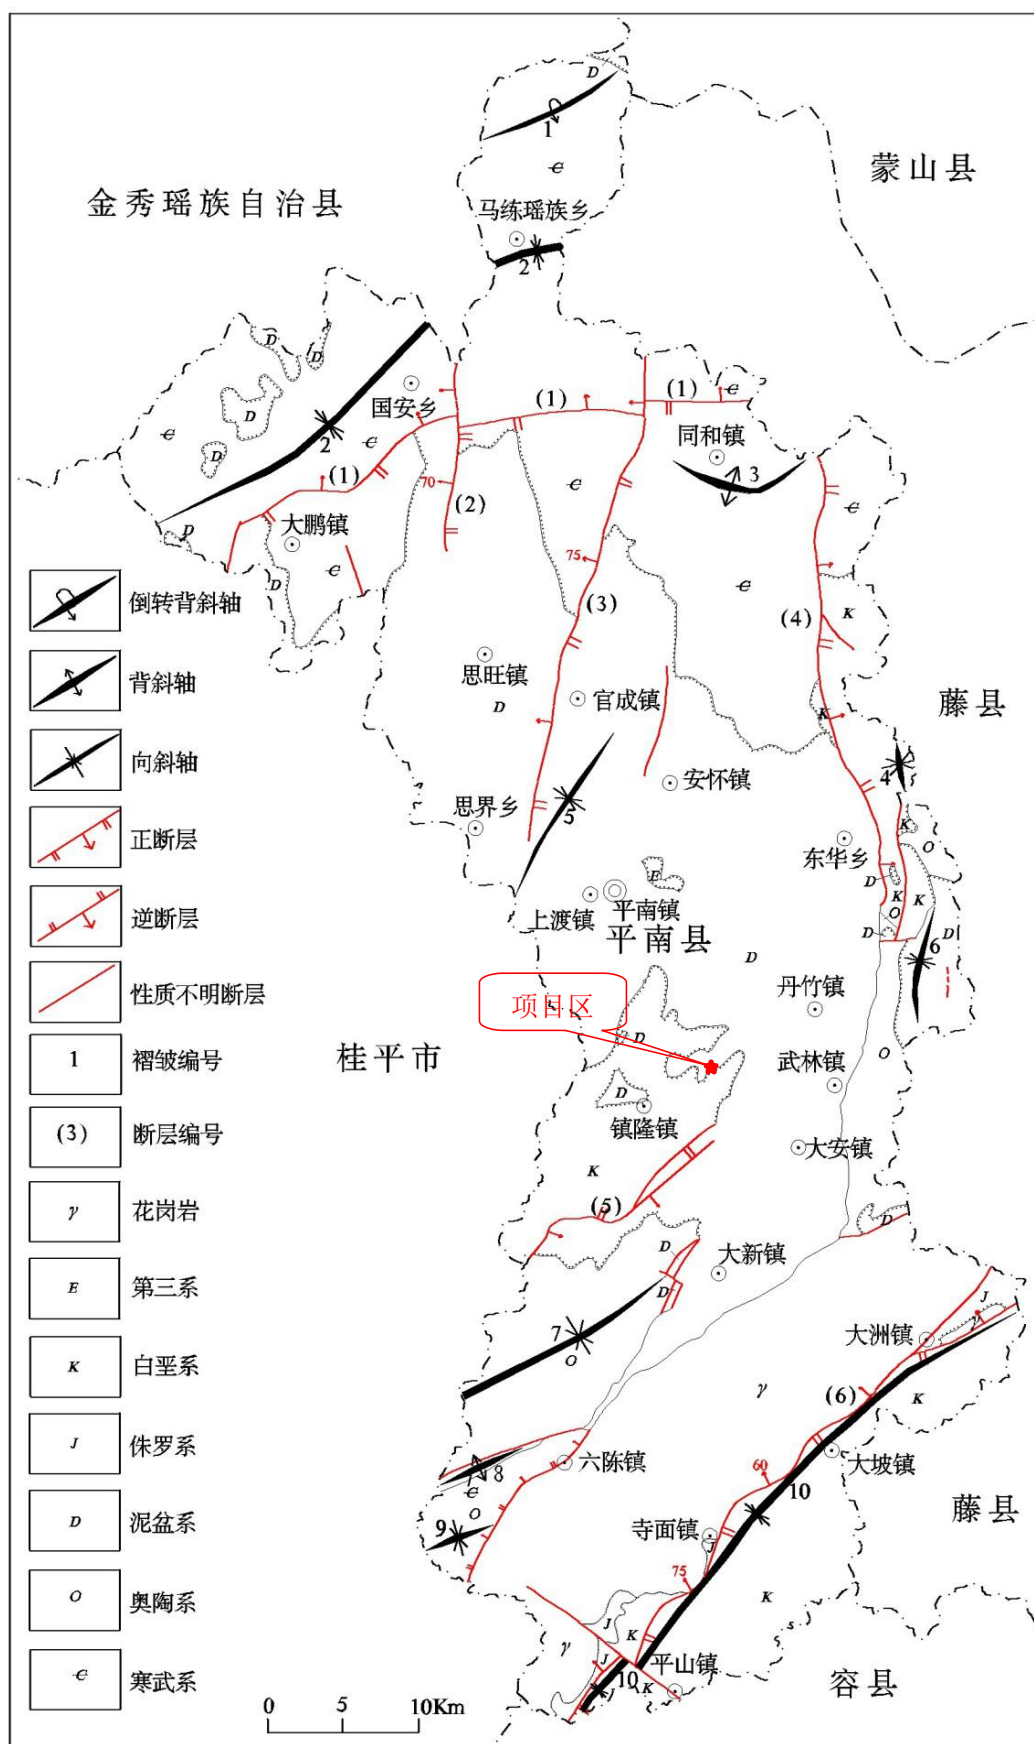 D
1
Є
蒙山县
金秀瑶族自治县
马练瑶族乡
2
D
D
D
国安乡
(1)
(1)
Є
同和镇
Є
2
Є
D
(1)
3
70
(2)
Є
Є
D
大鹏镇
D
Є
75
(3)
Є
(4)
K
倒转背斜轴
思旺镇
D
官成镇
背斜轴
K
藤县
向斜轴
安怀镇
4
思界乡
5
正断层
东华乡
K
O
D
K
K
E
上渡镇
平南镇
O
逆断层
平南县
D
D
6
D
丹竹镇
性质不明断层
项目区
D
O
桂平市
武林镇
1
褶皱编号
D
镇隆镇
大安镇
(3)
断层编号
K
(5)
γ
花岗岩
D
D
大新镇
D
E
第三系
J
γ
7
O
大洲镇
K
白垩系
γ
(6)
K
J
侏罗系
8
六陈镇
大坡镇
60
10
Є
O
9
D
泥盆系
寺面镇
藤县
J
75
O
奥陶系
K
J
K
γ
J
Є
寒武系
平山镇
10
J
K
容县
0
5
10Km